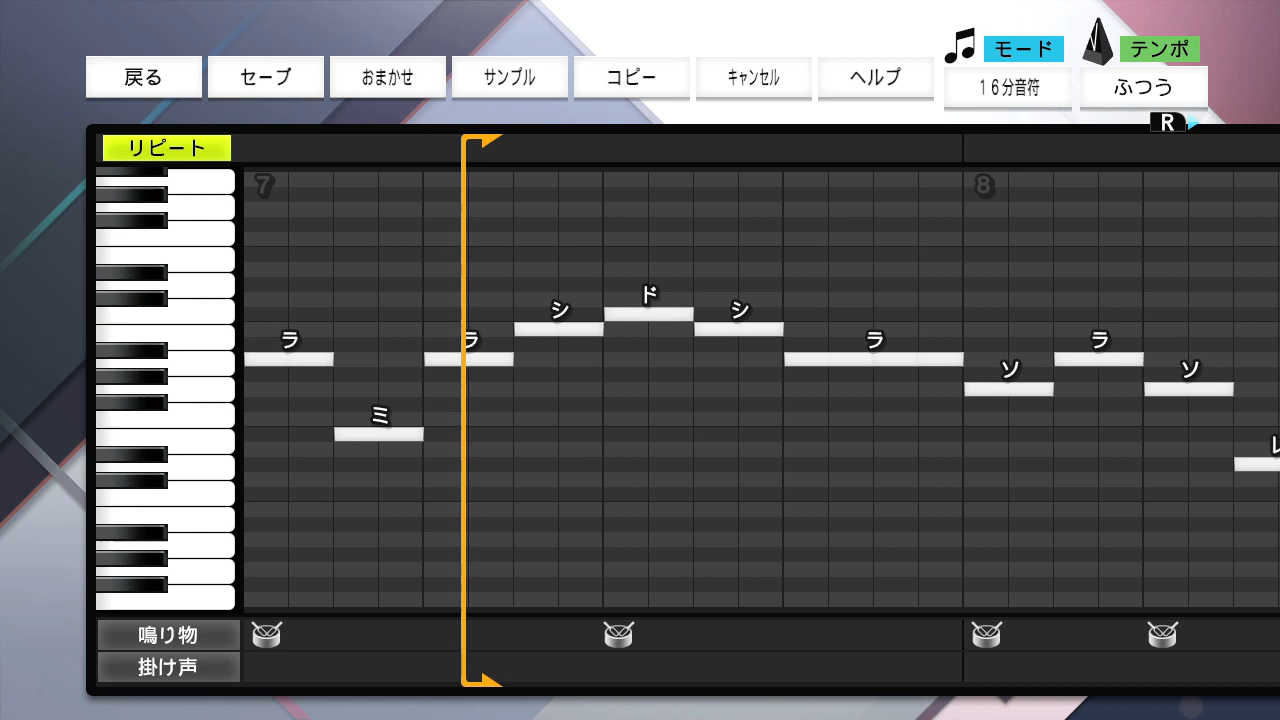 モード テンポ
戻る セーブ おまかせ サンプル コピー キャンセル ヘルプ 16分音符 ふつう
R
リピート
7 8
ド
シ シ
ラ ラ ラ ラ
ソ ソ
ミ
レ
鳴り物
掛け声